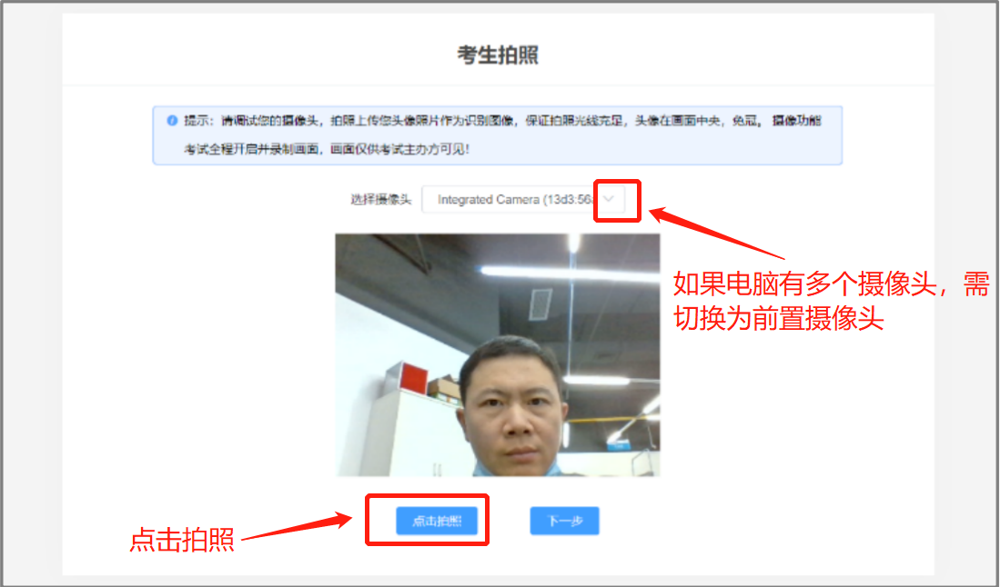 考生拍照
提示：请调试您的摄像头，拍照上传您头像照片作为识别图像，保证拍照光线充足，头像在画面中央，免冠。 摄像功能
考试全程开启并录制画面，画面仅供考试主办方可见！
选择摄像头 Integrated Camera (13d3:56
如果电脑有多个摄像头，需
切换为前置摄像头
点击拍照 下一步
点击拍照